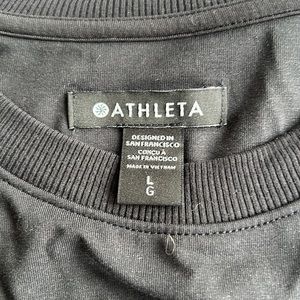 ATHLETA
DESIGNED IN
SAN FRANCISCO
CONÇU À
SAN FRANCISCO
MADE IN VIETNAM
L
G